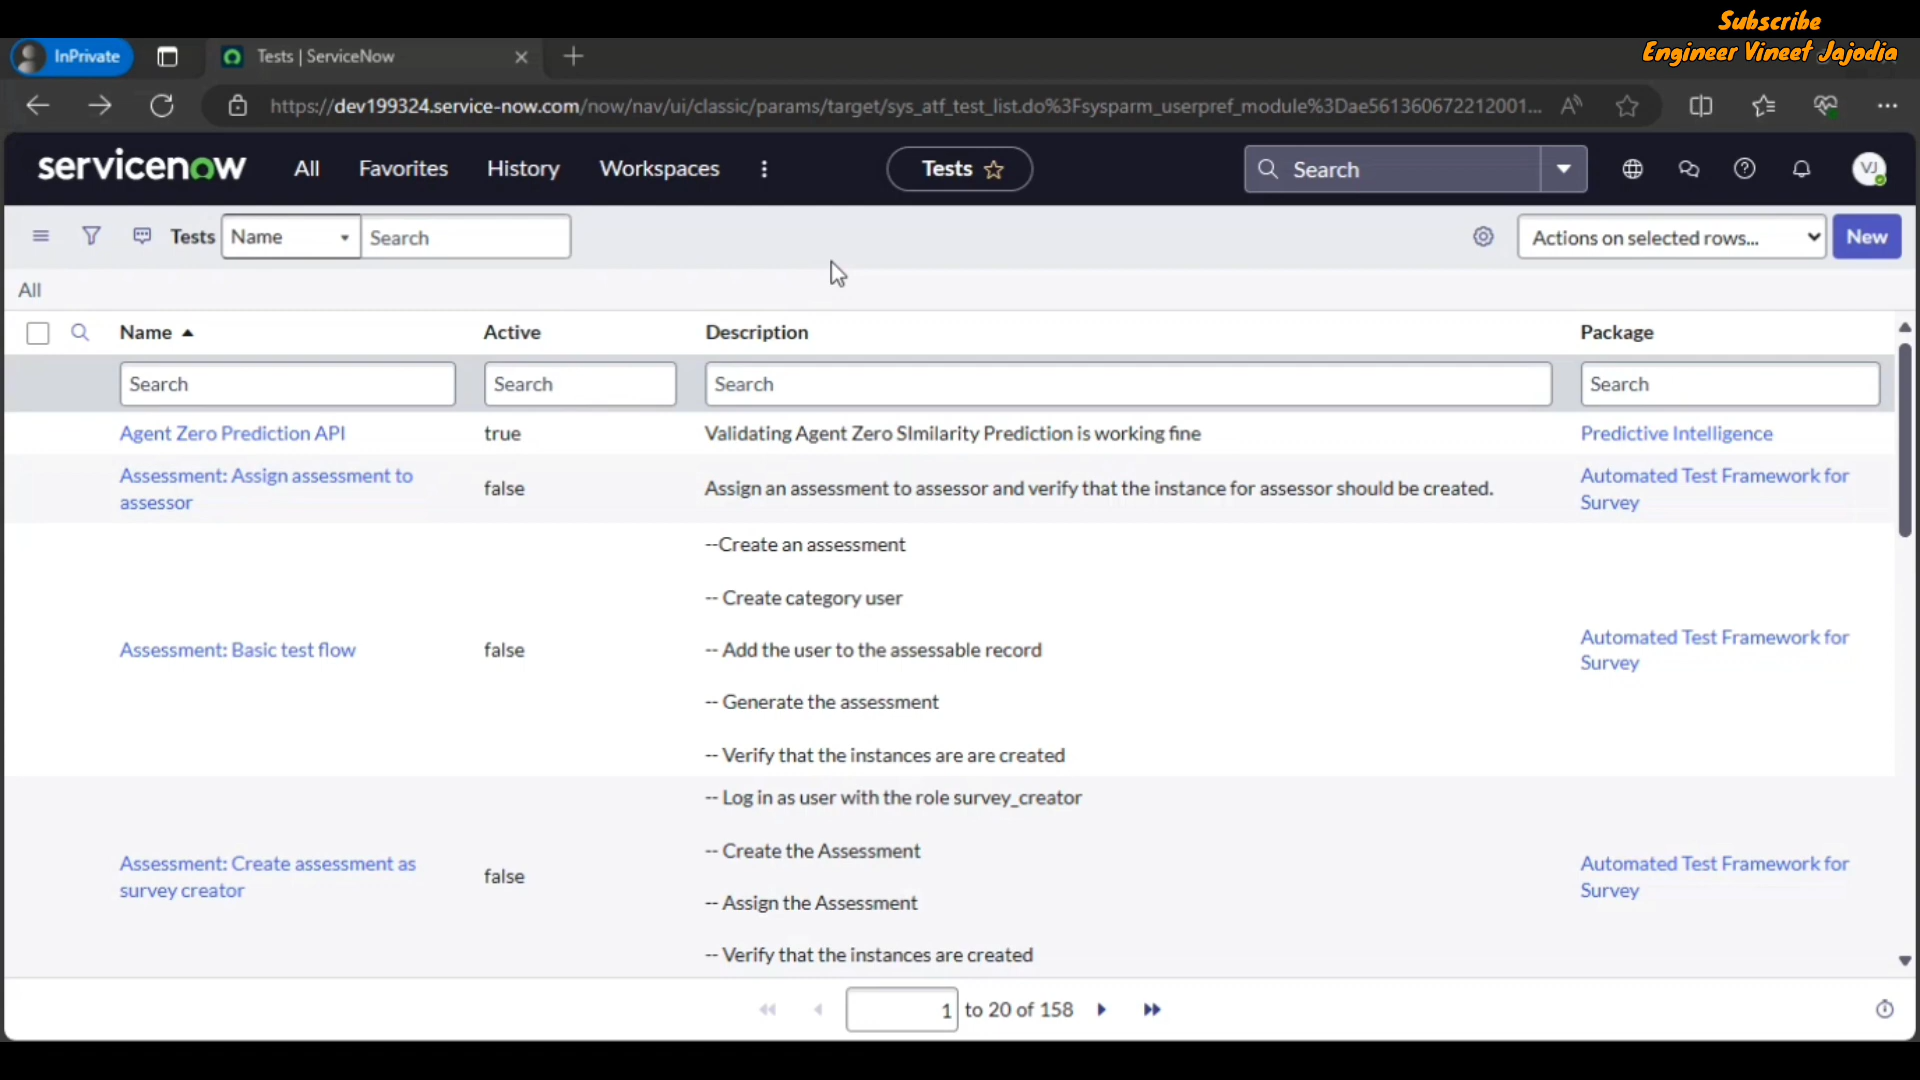 Subscribe
Engineer Vineet Jajodia
InPrivate
Tests | ServiceNow
https://dev199324.service-now.com/now/nav/ui/classic/params/target/sys_atf_test_list.do%3Fsysparm_userpref_module%3Dae561360672212001...
servicenow All Favorites History Workspaces Tests Search VJ
Tests Name Search Actions on selected rows... New
All
Name Active Description Package
Search Search Search Search
Agent Zero Prediction API true Validating Agent Zero SImilarity Prediction is working fine Predictive Intelligence
Assessment: Assign assessment to
assessor
false
Assign an assessment to assessor and verify that the instance for assessor should be created.
Automated Test Framework for
Survey
Assessment: Basic test flow
false
--Create an assessment
-- Create category user
-- Add the user to the assessable record
-- Generate the assessment
-- Verify that the instances are are created
Automated Test Framework for
Survey
Assessment: Create assessment as
survey creator
false
-- Log in as user with the role survey_creator
-- Create the Assessment
-- Assign the Assessment
-- Verify that the instances are created
Automated Test Framework for
Survey
1 to 20 of 158